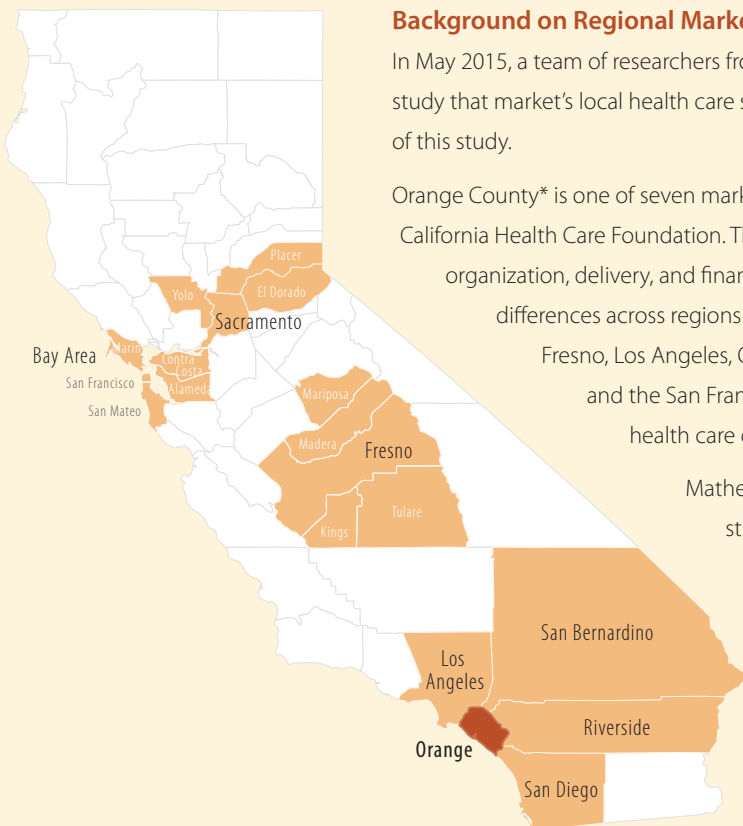 Background on Regional Marke
In May 2015, a team of researchers fro
study that market’s local health care s
of this study.
Orange County* is one of seven mark
California Health Care Foundation. Th
organization, delivery, and finan
differences across regions
Fresno, Los Angeles, O
and the San Fran
health care
Mathe
st
Placer
El Dorado
Yolo
Sacramento
Marin
Bay Area
Contra
Costa
San Francisco
Alameda
San Mateo
Mariposa
Madera
Fresno
Kings
Tulare
San Bernardino
Los
Angeles
Riverside
Orange
San Diego